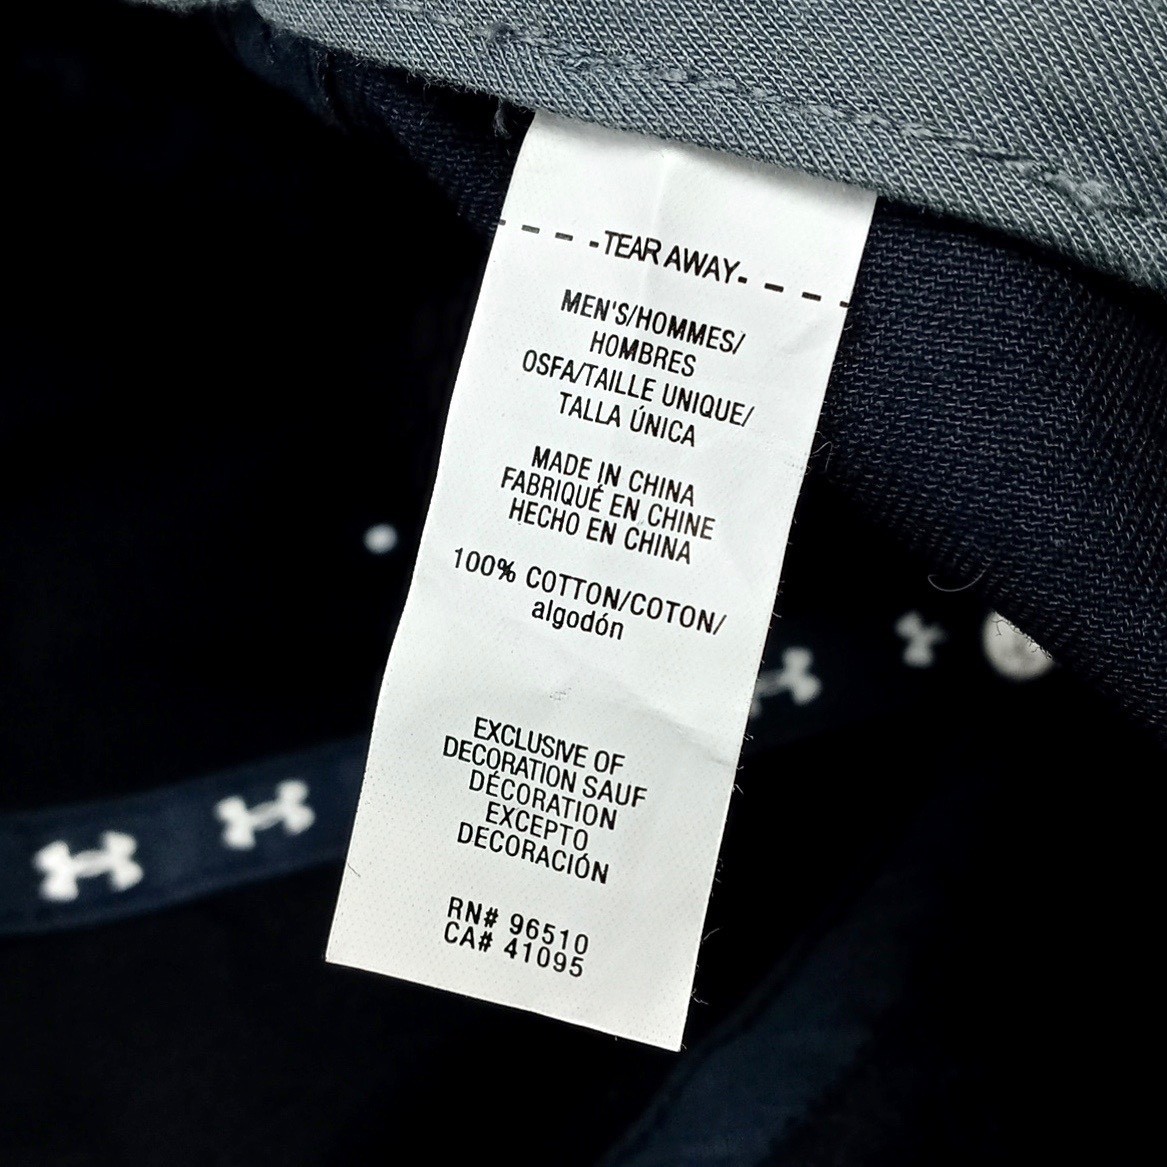 - - - -TEAR AWAY- - - - -
MEN'S/HOMMES/
HOMBRES
OSFA/TAILLE UNIQUE/
TALLA ÚNICA
MADE IN CHINA
FABRIQUÉ EN CHINE
HECHO EN CHINA
100% COTTON/COTON/
algodón
EXCLUSIVE OF
DECORATION SAUF
DÉCORATION
EXCEPTO
DECORACIÓN
RN# 96510
CA# 41095